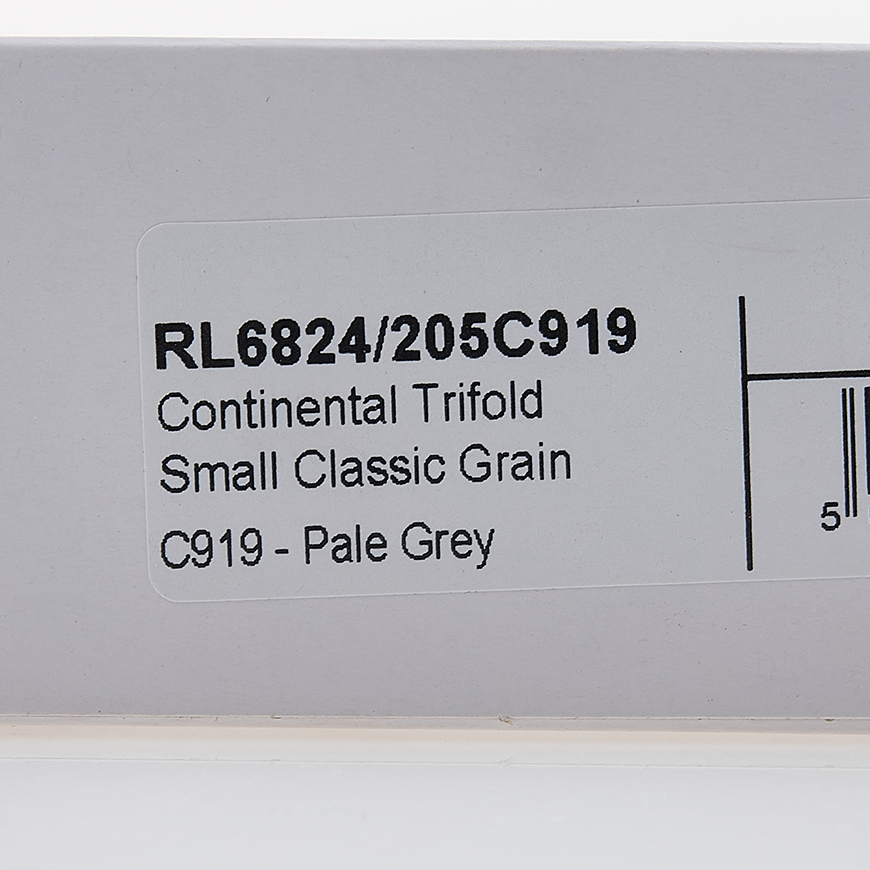 RL6824/205C919
Continental Trifold
Small Classic Grain
C919 - Pale Grey
5